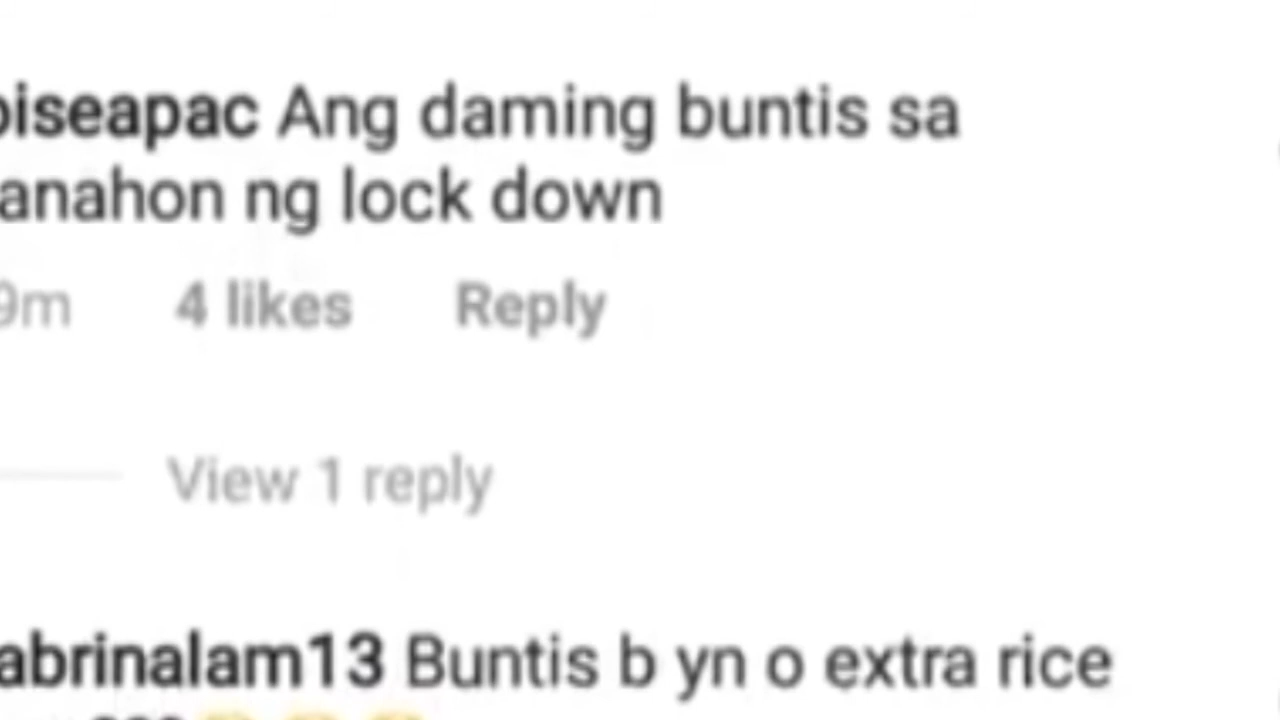 oiseapac Ang daming buntis sa
anahon ng lock down
9m 4 likes Reply
View 1 reply
abrinalam13 Buntis b yn o extra rice